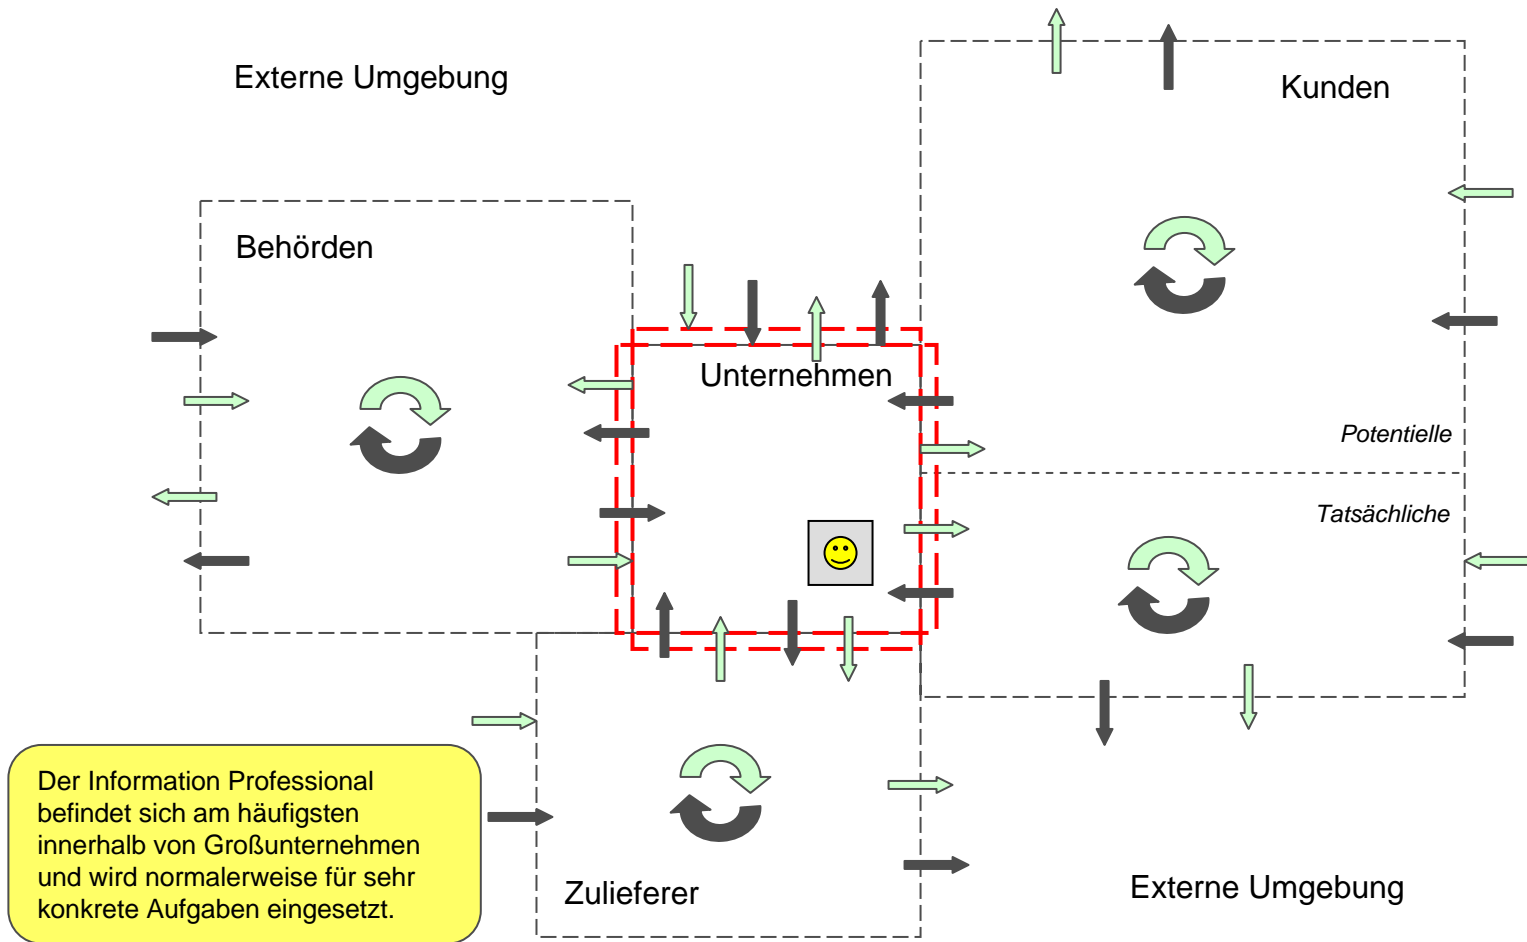 Externe Umgebung
Kunden
Behörden
Unternehmen
Potentielle
Tatsächliche
Der Information Professional
befindet sich am häufigsten
innerhalb von Großunternehmen
und wird normalerweise für sehr
konkrete Aufgaben eingesetzt.
Zulieferer
Externe Umgebung